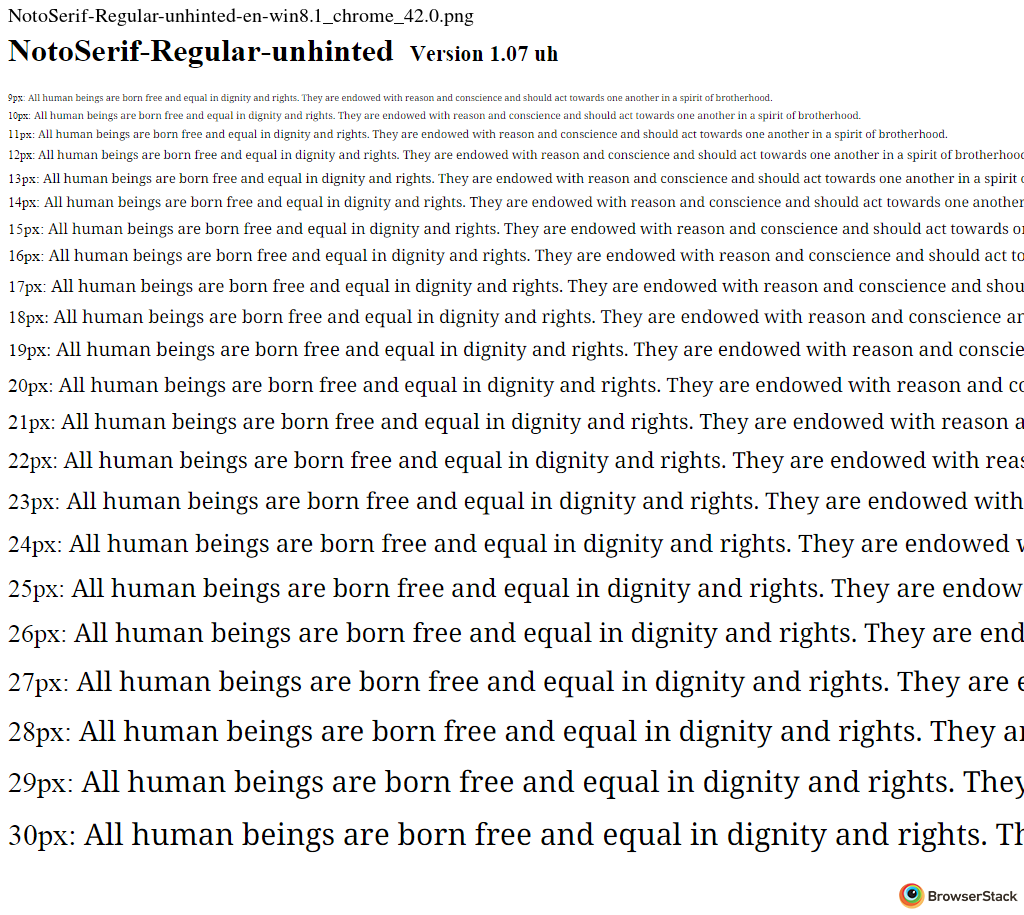 NotoSerif-Regular-unhinted-en-win8.1_chrome_42.0.png
NotoSerif-Regular-unhinted Version 1.07 uh
9px: All human beings are born free and equal in dignity and rights. They are endowed with reason and conscience and should act towards one another in a spirit of brotherhood.
10px: All human beings are born free and equal in dignity and rights. They are endowed with reason and conscience and should act towards one another in a spirit of brotherhood.
11px: All human beings are born free and equal in dignity and rights. They are endowed with reason and conscience and should act towards one another in a spirit of brotherhood.
12px: All human beings are born free and equal in dignity and rights. They are endowed with reason and conscience and should act towards one another in a spirit of brotherhoo
13px: All human beings are born free and equal in dignity and rights. They are endowed with reason and conscience and should act towards one another in a spirit
14px: All human beings are born free and equal in dignity and rights. They are endowed with reason and conscience and should act towards one another
15px: All human beings are born free and equal in dignity and rights. They are endowed with reason and conscience and should act towards o
16px: All human beings are born free and equal in dignity and rights. They are endowed with reason and conscience and should act to
17px: All human beings are born free and equal in dignity and rights. They are endowed with reason and conscience and shou
18px: All human beings are born free and equal in dignity and rights. They are endowed with reason and conscience a
19px: All human beings are born free and equal in dignity and rights. They are endowed with reason and conscie
20px: All human beings are born free and equal in dignity and rights. They are endowed with reason and c
21px: All human beings are born free and equal in dignity and rights. They are endowed with reason a
22px: All human beings are born free and equal in dignity and rights. They are endowed with reas
23px: All human beings are born free and equal in dignity and rights. They are endowed with
24px: All human beings are born free and equal in dignity and rights. They are endowed
25px: All human beings are born free and equal in dignity and rights. They are endow
26px: All human beings are born free and equal in dignity and rights. They are end
27px: All human beings are born free and equal in dignity and rights. They are e
28px: All human beings are born free and equal in dignity and rights. They a
29px: All human beings are born free and equal in dignity and rights. They
30px: All human beings are born free and equal in dignity and rights. Th
BrowserStack